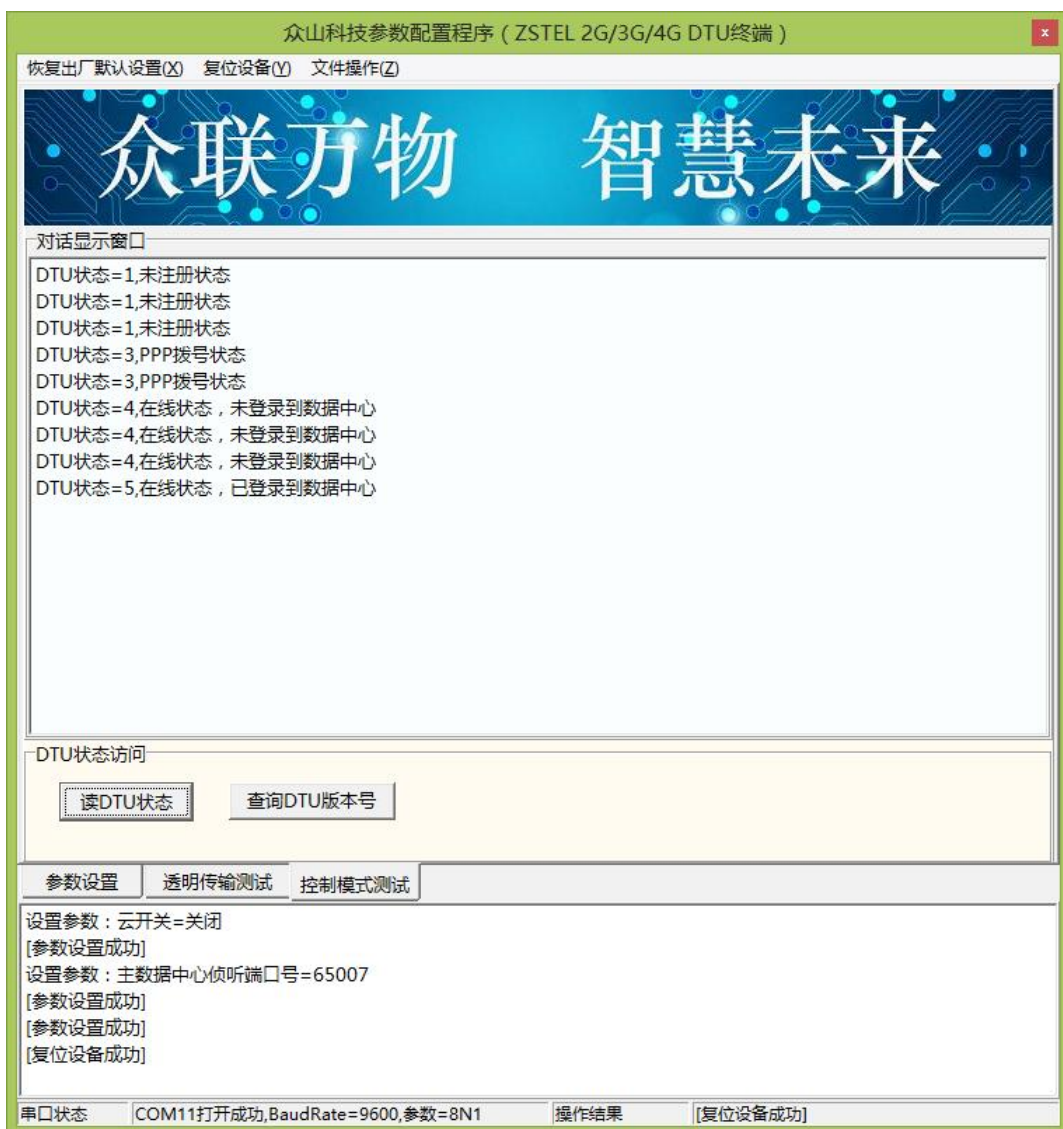 众山科技参数配置程序（ZSTEL 2G/3G/4G DTU终端）
x
恢复出厂默认设置(X) 复位设备(Y) 文件操作(Z)
众联万物 智慧未来
对话显示窗口
DTU状态=1,未注册状态
DTU状态=1,未注册状态
DTU状态=1,未注册状态
DTU状态=3,PPP拨号状态
DTU状态=3,PPP拨号状态
DTU状态=4,在线状态，未登录到数据中心
DTU状态=4,在线状态，未登录到数据中心
DTU状态=4,在线状态，未登录到数据中心
DTU状态=5,在线状态，已登录到数据中心
DTU状态访问
读DTU状态 查询DTU版本号
参数设置 透明传输测试 控制模式测试
设置参数：云开关=关闭
[参数设置成功]
设置参数：主数据中心侦听端口号=65007
[参数设置成功]
[参数设置成功]
[复位设备成功]
串口状态 COM11打开成功,BaudRate=9600,参数=8N1 操作结果 [复位设备成功]